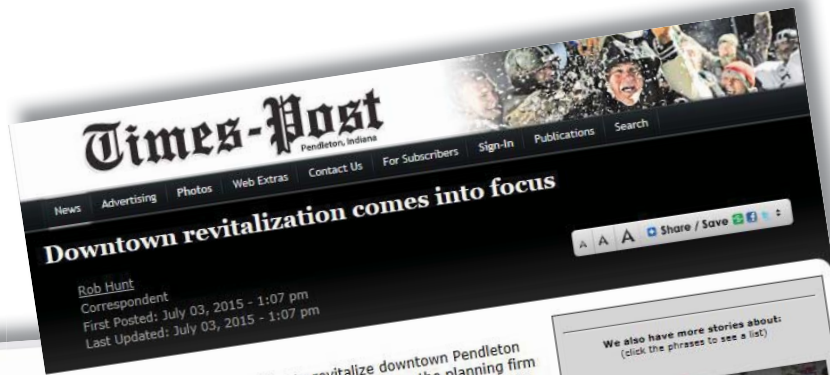 Times-Post
Pendleton, Indiana
News Advertising Photos Web Extras Contact Us For Subscribers Sign-In Publications Search
Downtown revitalization comes into focus
A A A Share / Save
Rob Hunt
Correspondent
First Posted: July 03, 2015 - 1:07 pm
Last Updated: July 03, 2015 - 1:07 pm
We also have more stories about:
(click the phrases to see a list)
revitalize downtown Pendleton
the planning firm